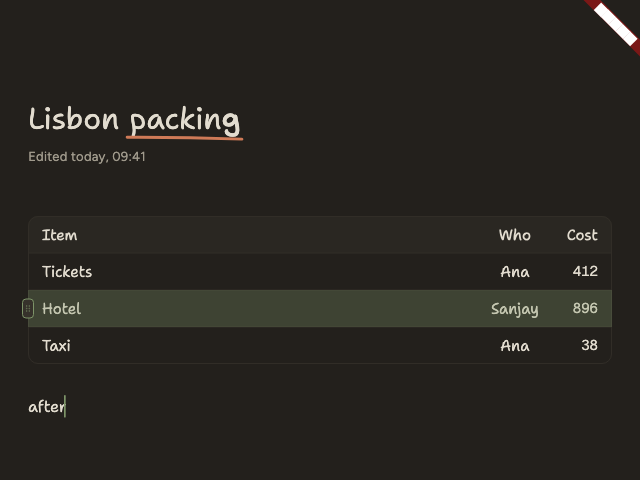 Lisbon packing
Edited today, 09:41
Item Who Cost
Tickets Ana 412
Hotel Sanjay 896
Taxi Ana 38
after